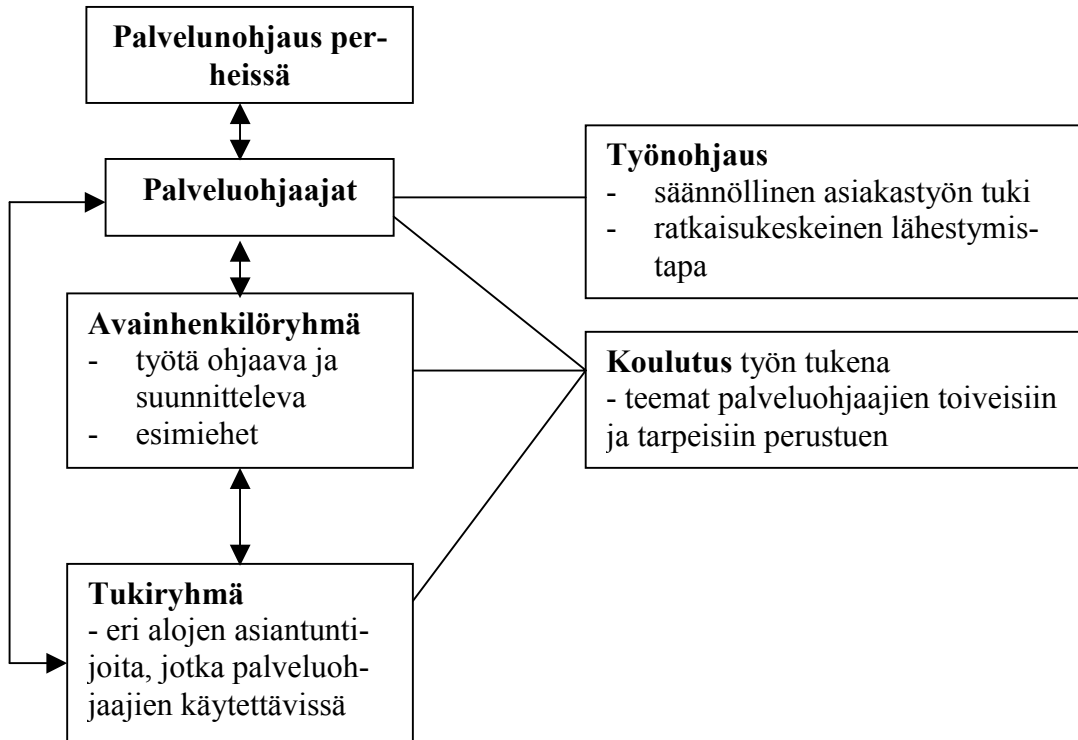 Palvelunohjaus per-
heissä
Palveluohjaajat
Avainhenkilöryhmä
- työtä ohjaava ja
suunnitteleva
- esimiehet
Tukiryhmä
- eri alojen asiantunti-
joita, jotka palveluoh-
jaajien käytettävissä
Työnohjaus
- säännöllinen asiakastyön tuki
- ratkaisukeskeinen lähestymis-
tapa
Koulutus työn tukena
- teemat palveluohjaajien toiveisiin
ja tarpeisiin perustuen